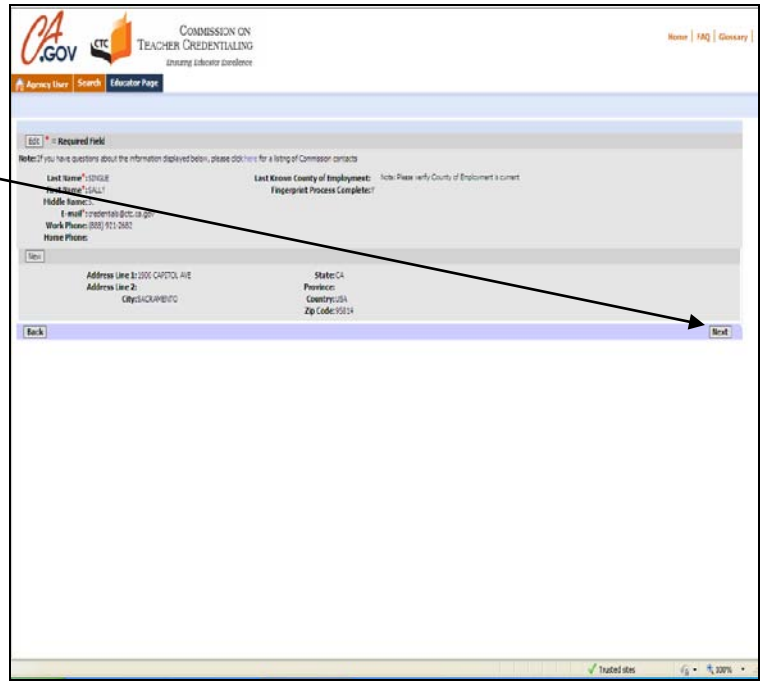 CA.GOV
CTC
COMMISSION ON
TEACHER CREDENTIALING
Ensuring Educator Excellence
Home | FAQ | Glossary |
Agency User Search Educator Page
Edit * = Required Field
Note: If you have questions about the information displayed below, please click here for a listing of Commission contacts
Last Name*: SINGLE Last Known County of Employment: Note: Please verify County of Employment is current
First Name*: SALLY Fingerprint Process Complete: Y
Middle Name: S.
E-mail*: credentials@ctc.ca.gov
Work Phone: (888) 921-2682
Home Phone:
New
Address Line 1: 1900 CAPITOL AVE State: CA
Address Line 2: Province:
City: SACRAMENTO Country: USA
Zip Code: 95814
Back Next
Trusted sites 100%